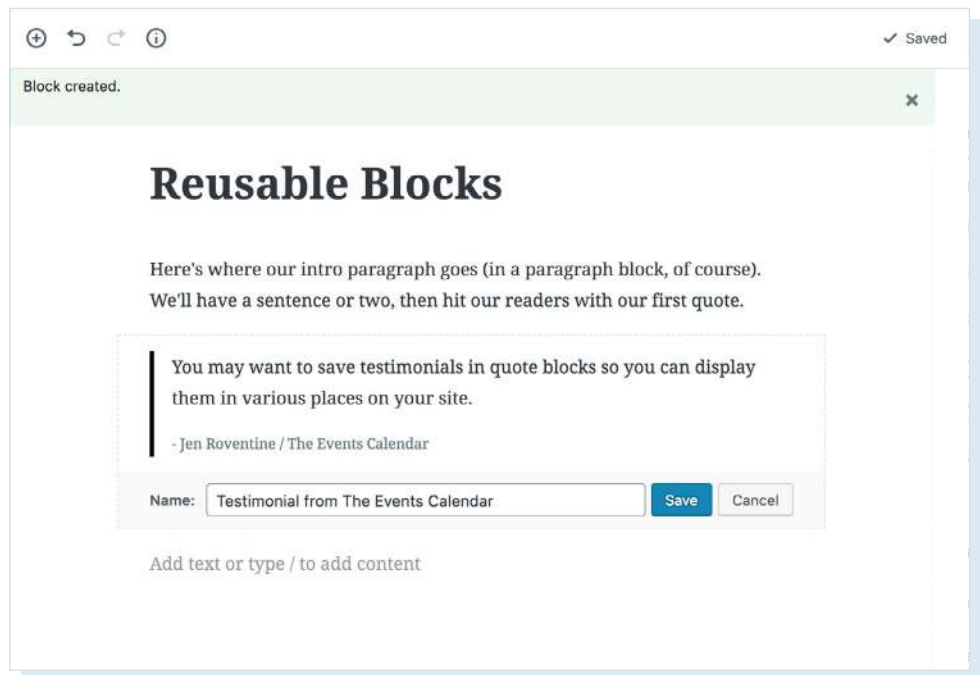 Saved
Block created.
Reusable Blocks
Here's where our intro paragraph goes (in a paragraph block, of course).
We'll have a sentence or two, then hit our readers with our first quote.
You may want to save testimonials in quote blocks so you can display
them in various places on your site.
- Jen Roventine / The Events Calendar
Name: Testimonial from The Events Calendar Save Cancel
Add text or type / to add content